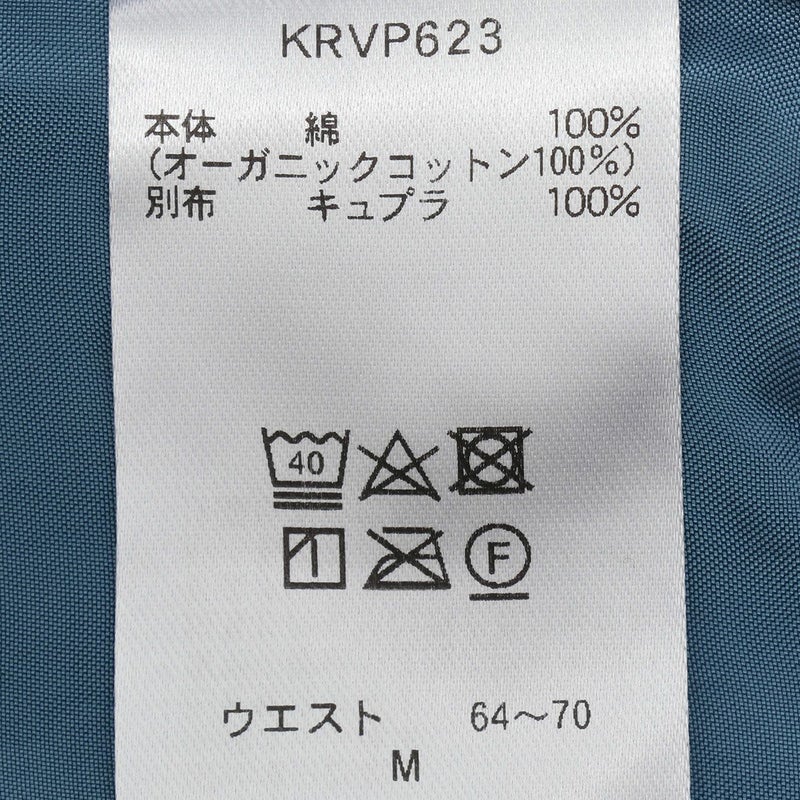 KRVP623
本体 綿 100%
(オーガニックコットン100%)
別布 キュプラ 100%
40
F
ウエスト 64〜70
M